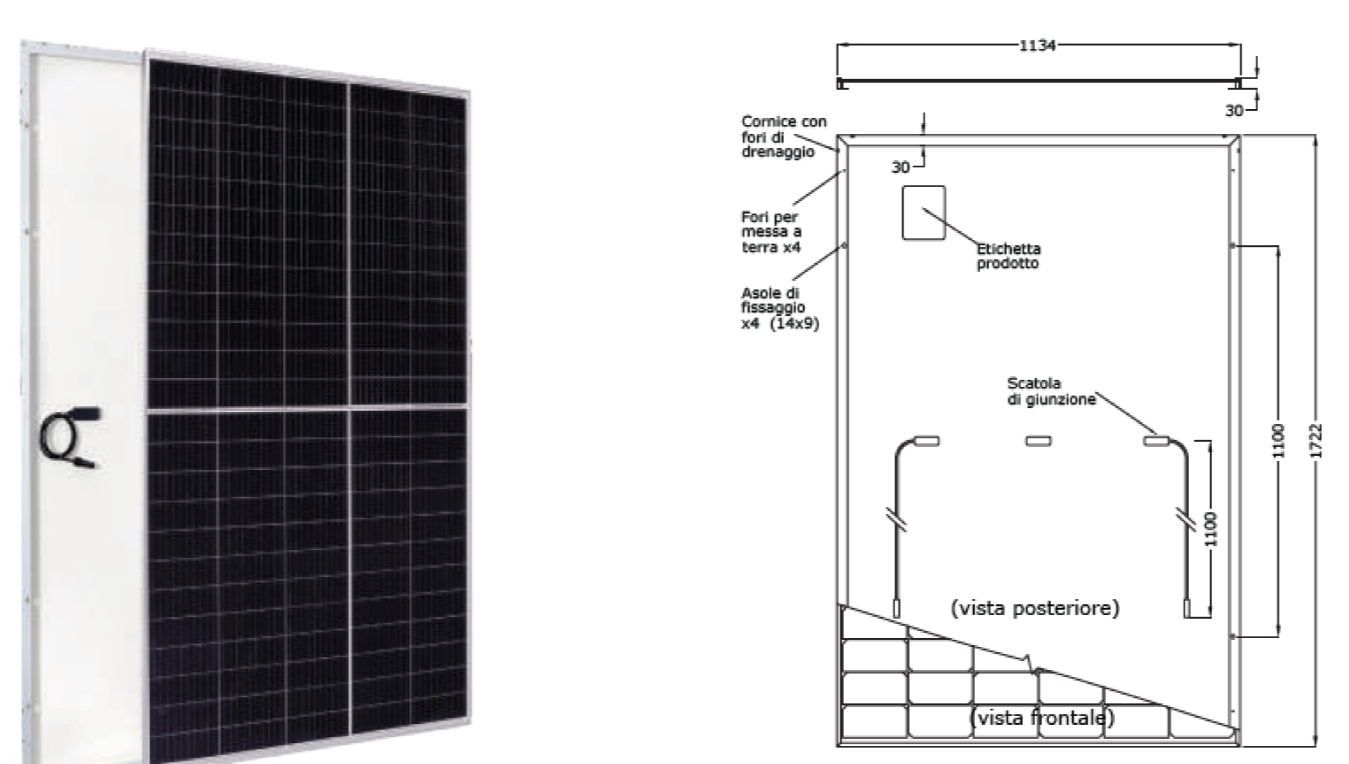 1134
30
Cornice con
fori di
drenaggio
30
Fori per
messa a
terra x4
Etichetta
prodotto
Asole di
fissaggio
x4 (14x9)
Scatola
di giunzione
1100
1722
1100
(vista posteriore)
(vista frontale)